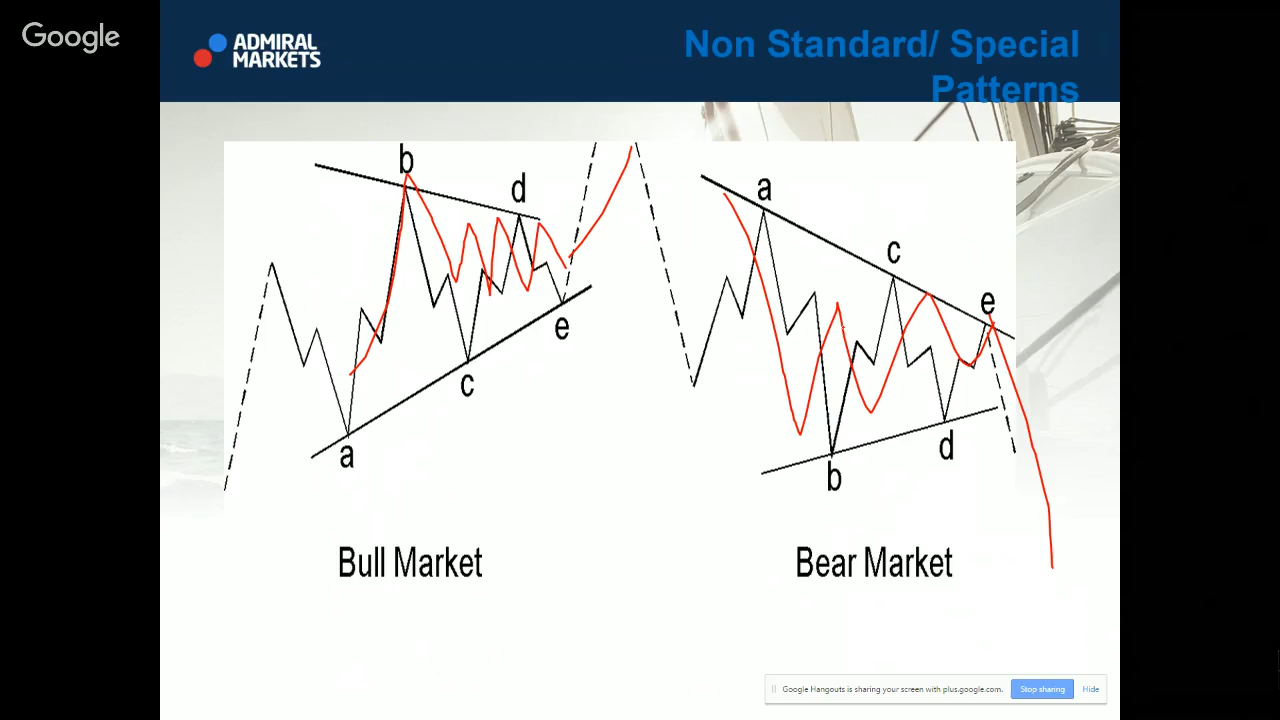 Google
ADMIRAL
MARKETS
Non Standard/ Special
Patterns
b
d
a
c
e
a
c
e
b
d
Bull Market
Bear Market
Google Hangouts is sharing your screen with plus.google.com.
Stop sharing
Hide